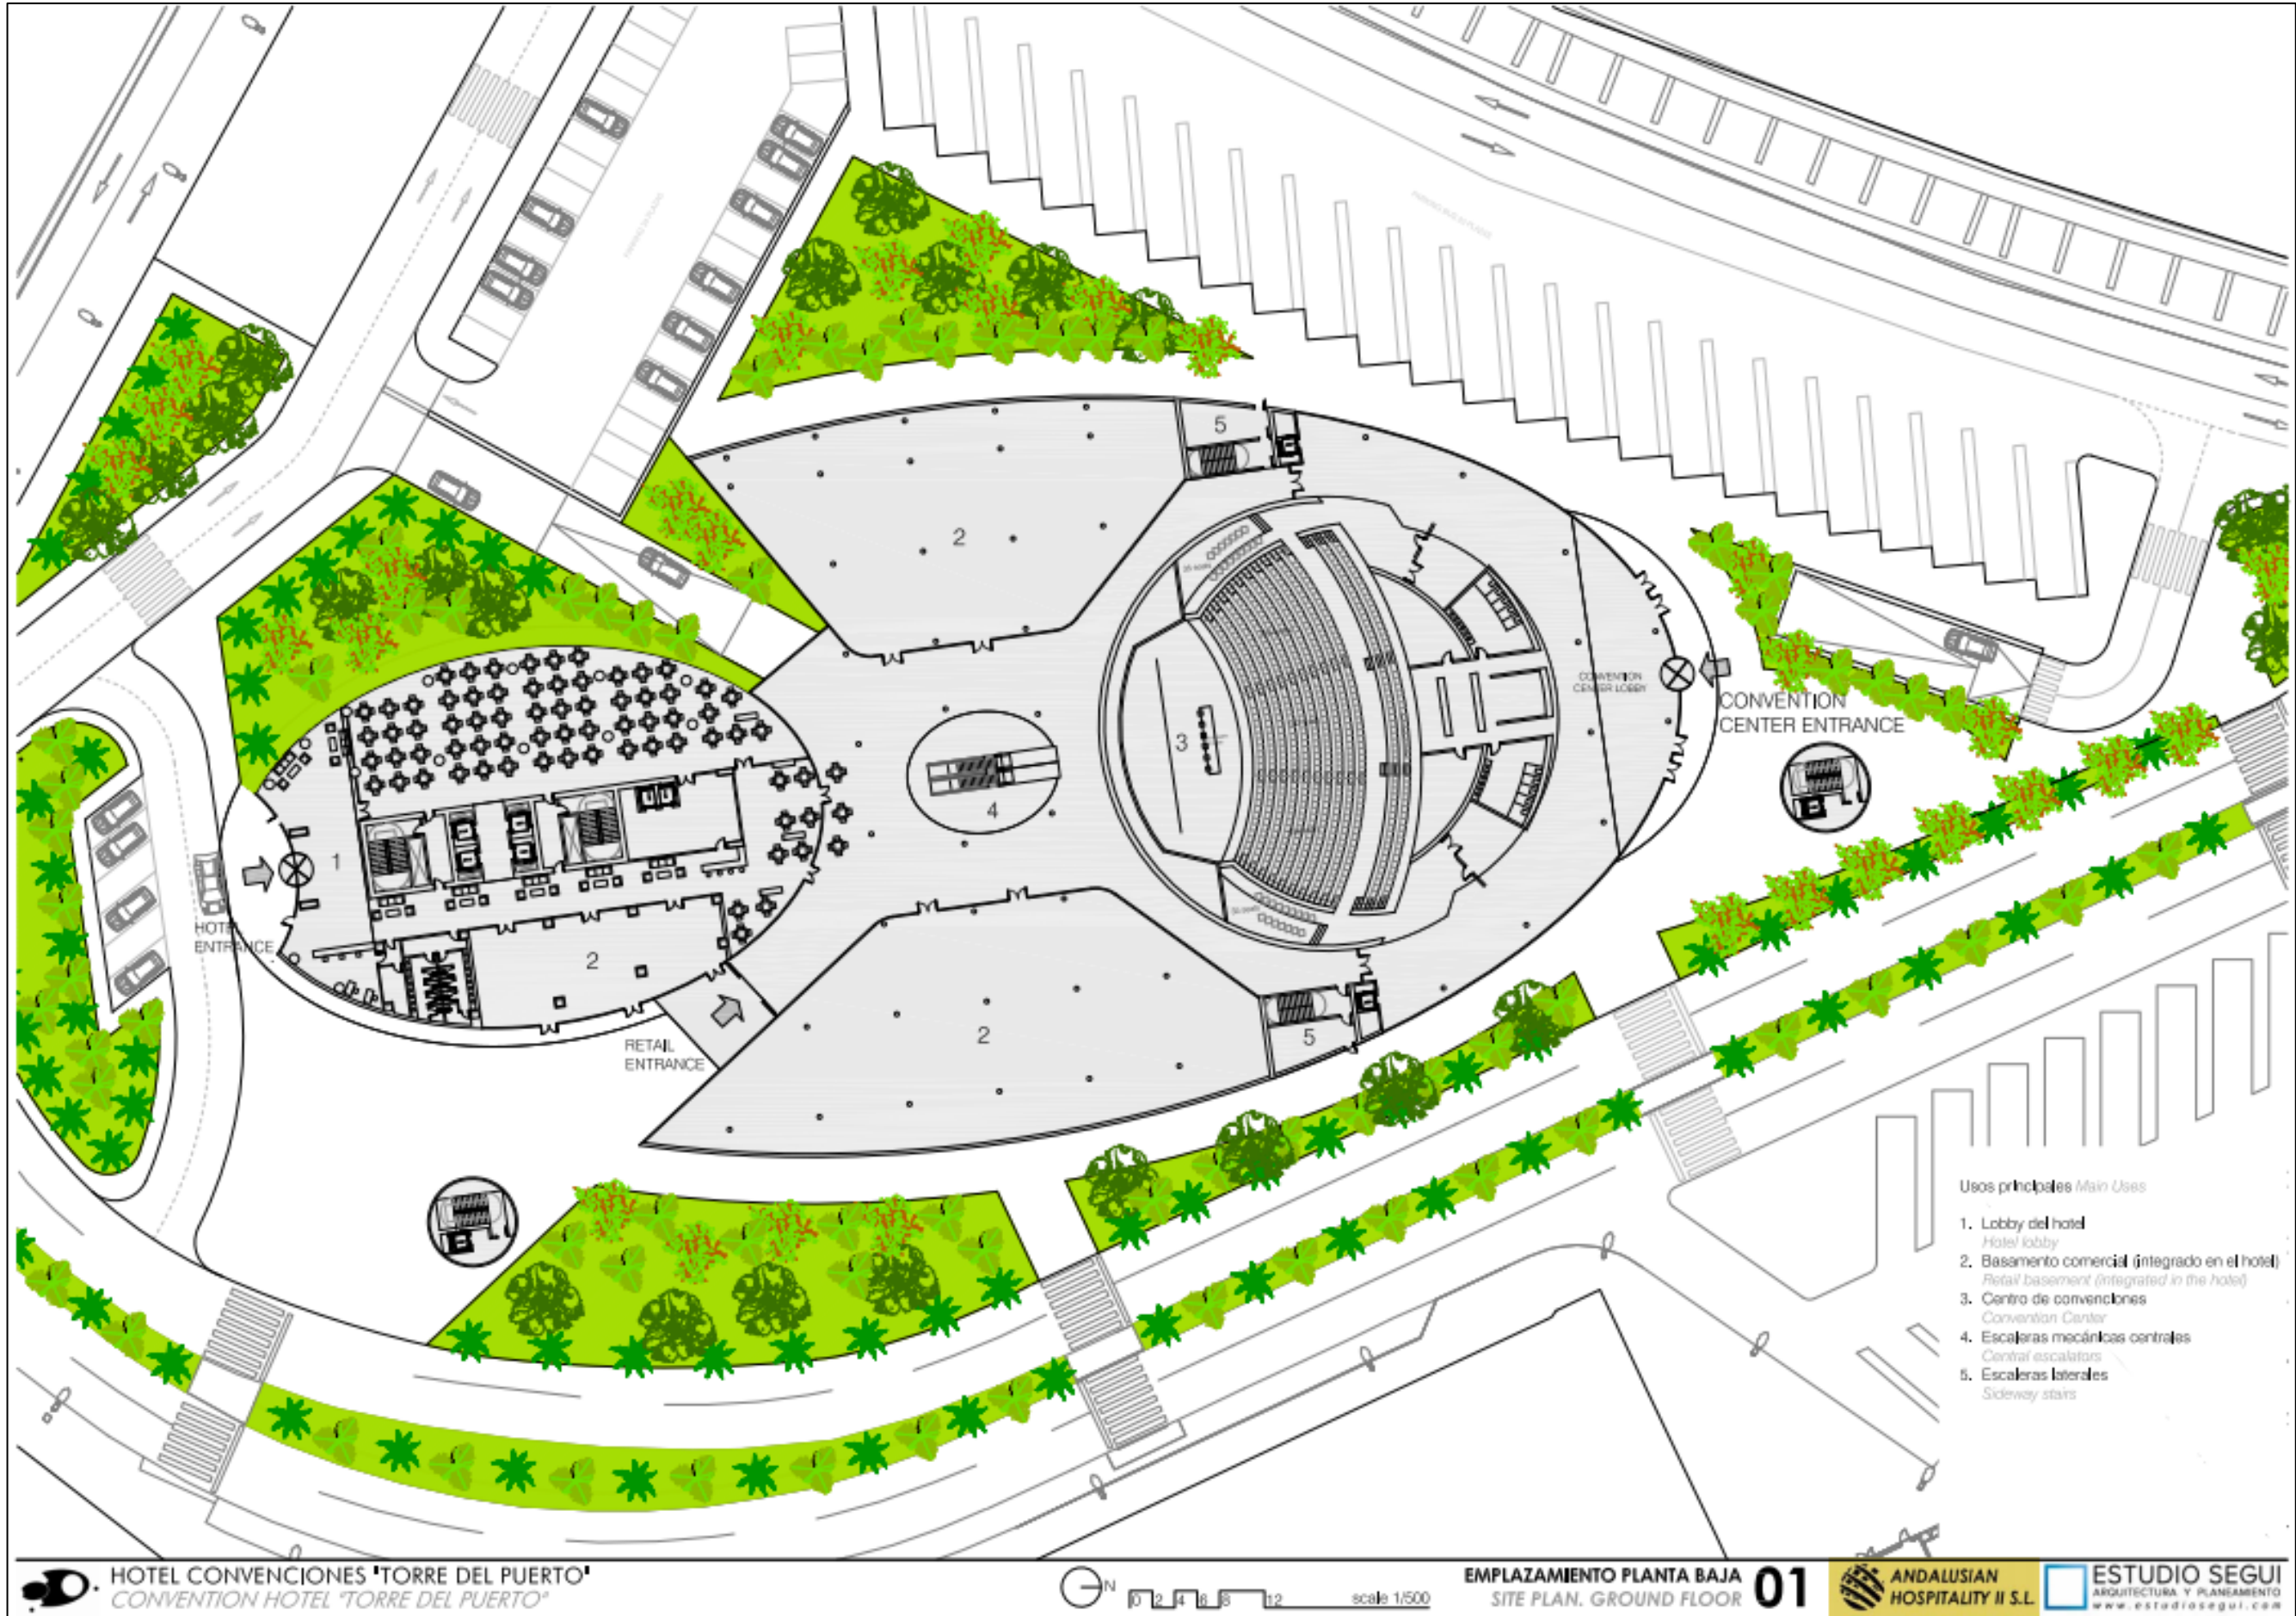 PARKING BAJO PLAZAS
5
2
CONVENTION
CENTER LOBBY
CONVENTION
CENTER ENTRANCE
3
4
1
HOTEL
ENTRANCE
2
RETAIL
ENTRANCE
2
5
Usos principales Main Uses
1. Lobby del hotel
Hotel lobby
2. Basamento comercial (integrado en el hotel)
Retail basement (integrated in the hotel)
3. Centro de convenciones
Convention Center
4. Escaleras mecánicas centrales
Central escalators
5. Escaleras laterales
Sideway stairs
HOTEL CONVENCIONES "TORRE DEL PUERTO"
CONVENTION HOTEL "TORRE DEL PUERTO"
N
0 2 4 6 8 12
scale 1/500
EMPLAZAMIENTO PLANTA BAJA
SITE PLAN. GROUND FLOOR
01
ANDALUSIAN
HOSPITALITY II S.L.
ESTUDIO SEGUI
ARQUITECTURA Y PLANEAMIENTO
www.estudiosegui.com